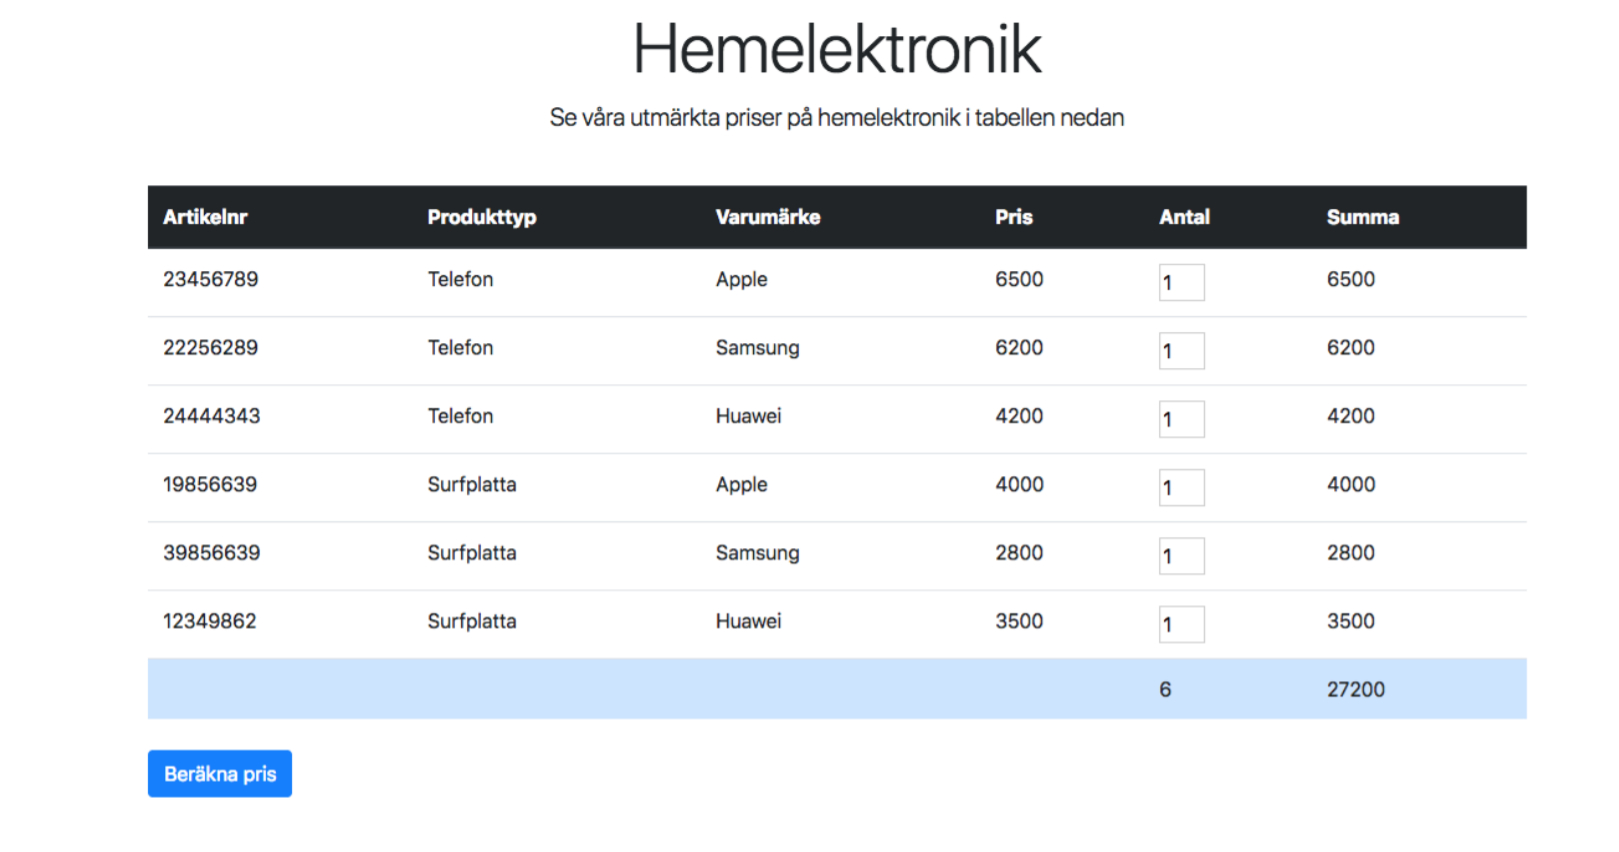 Hemelektronik
Se våra utmärkta priser på hemelektronik i tabellen nedan
Artikelnr Produkttyp Varumärke Pris Antal Summa
23456789 Telefon Apple 6500 1 6500
22256289 Telefon Samsung 6200 1 6200
24444343 Telefon Huawei 4200 1 4200
19856639 Surfplatta Apple 4000 1 4000
39856639 Surfplatta Samsung 2800 1 2800
12349862 Surfplatta Huawei 3500 1 3500
6 27200
Beräkna pris